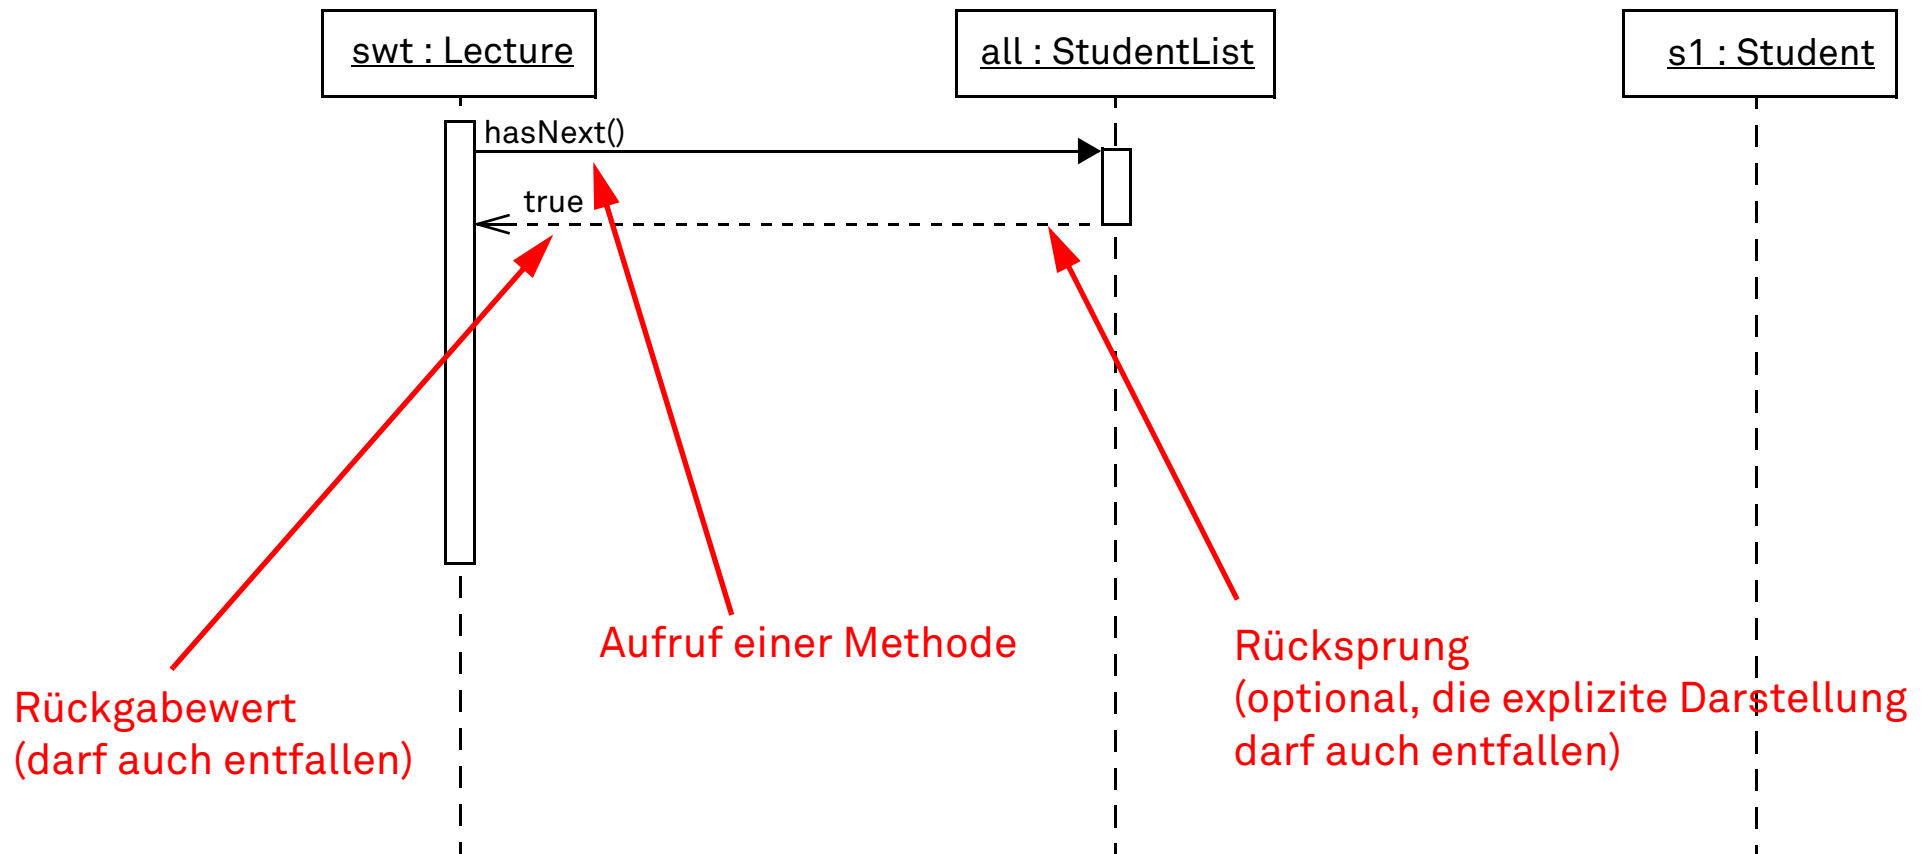 swt : Lecture
all : StudentList
s1 : Student
hasNext()
true
Aufruf einer Methode
Rücksprung
(optional, die explizite Darstellung
darf auch entfallen)
Rückgabewert
(darf auch entfallen)